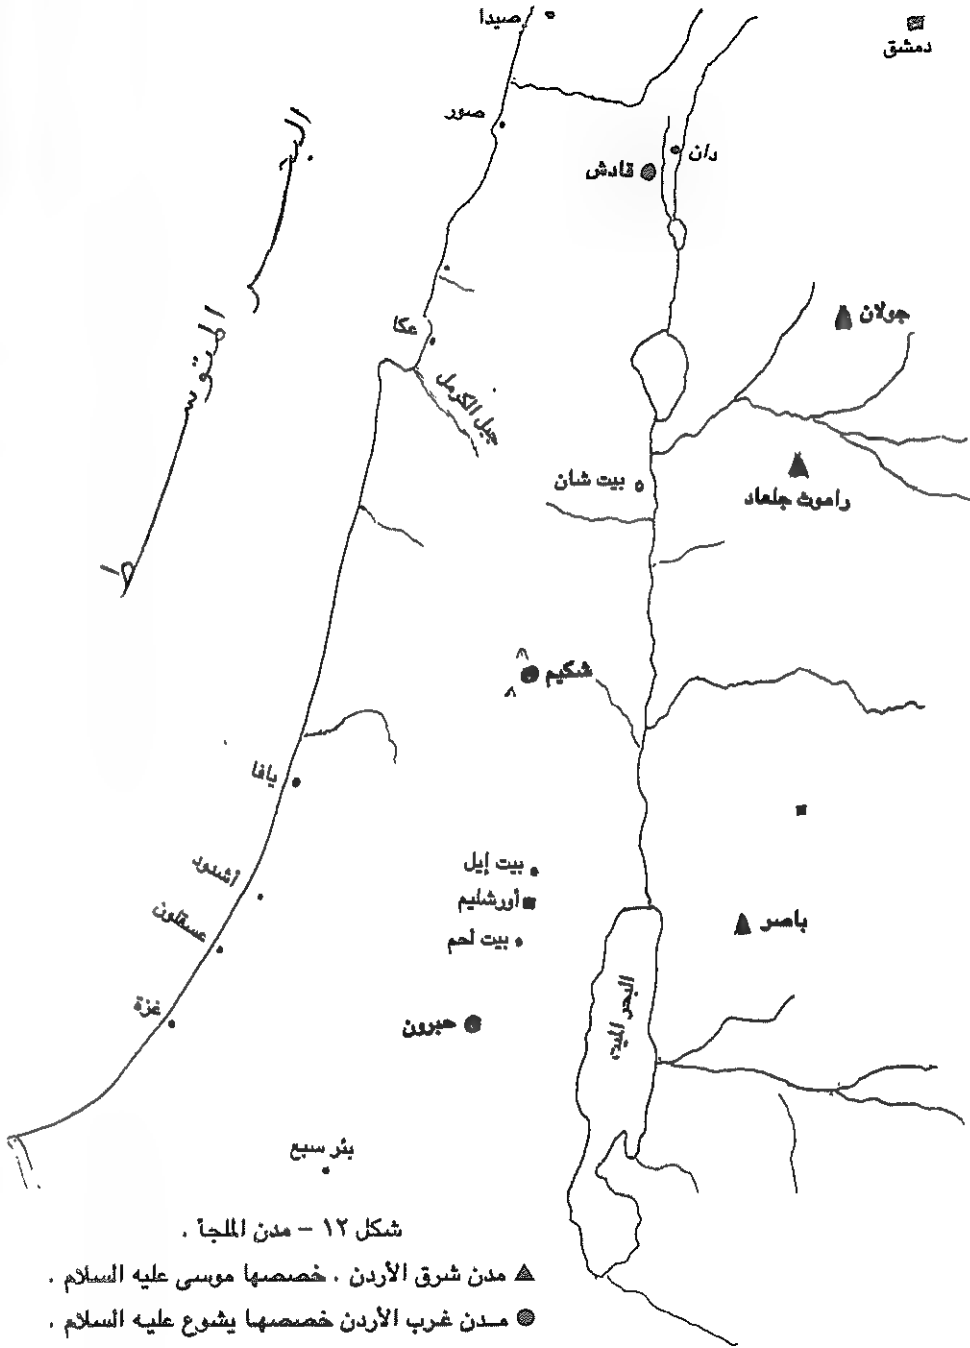 صيدا
دمشق
صور
البحر المتوسط
دان
قادش
جولان
عكا
جبل الكرمل
بيت شان
راموث جلعاد
شكيم
يافا
بيت إيل
أشدود
أورشليم
عسقلون
باصر
بيت لحم
البحر الميت
غزة
حبرون
بئر سبع
شكل ١٢ – مدن الملجأ .
مدن شرق الأردن . خصصها موسى عليه السلام .
مدن غرب الأردن خصصها يشوع عليه السلام .